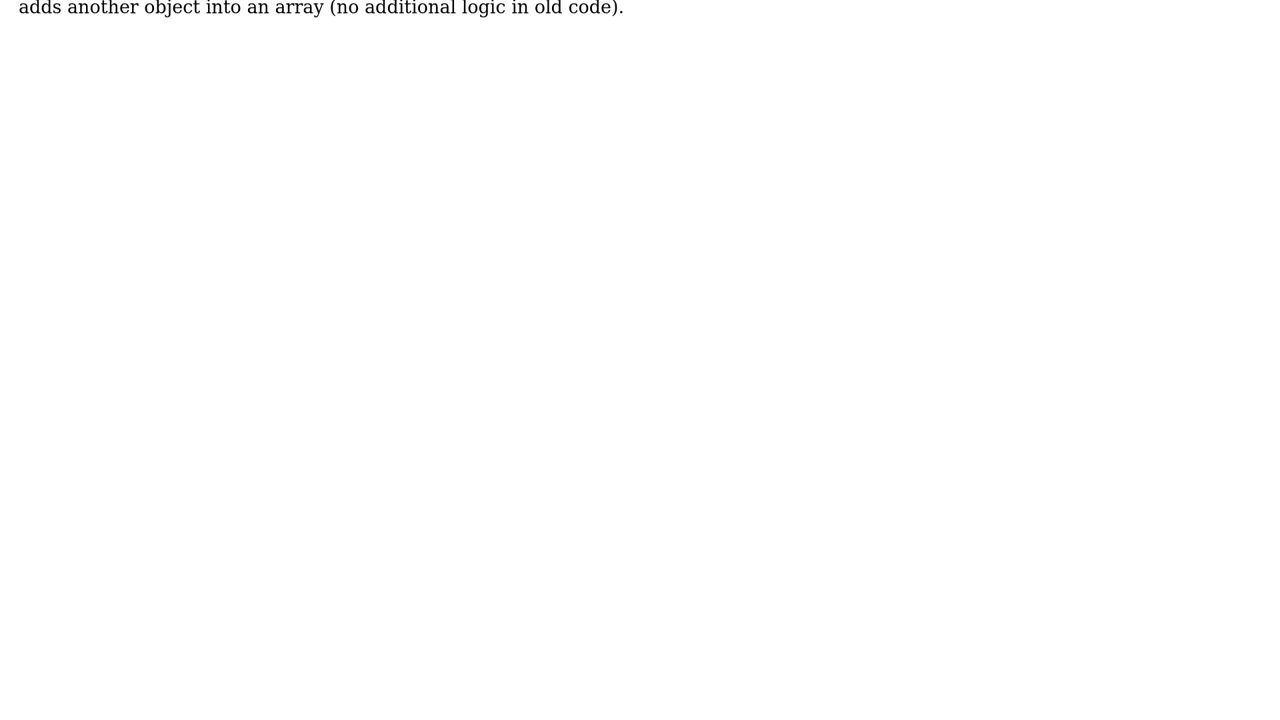 adds another object into an array (no additional logic in old code).